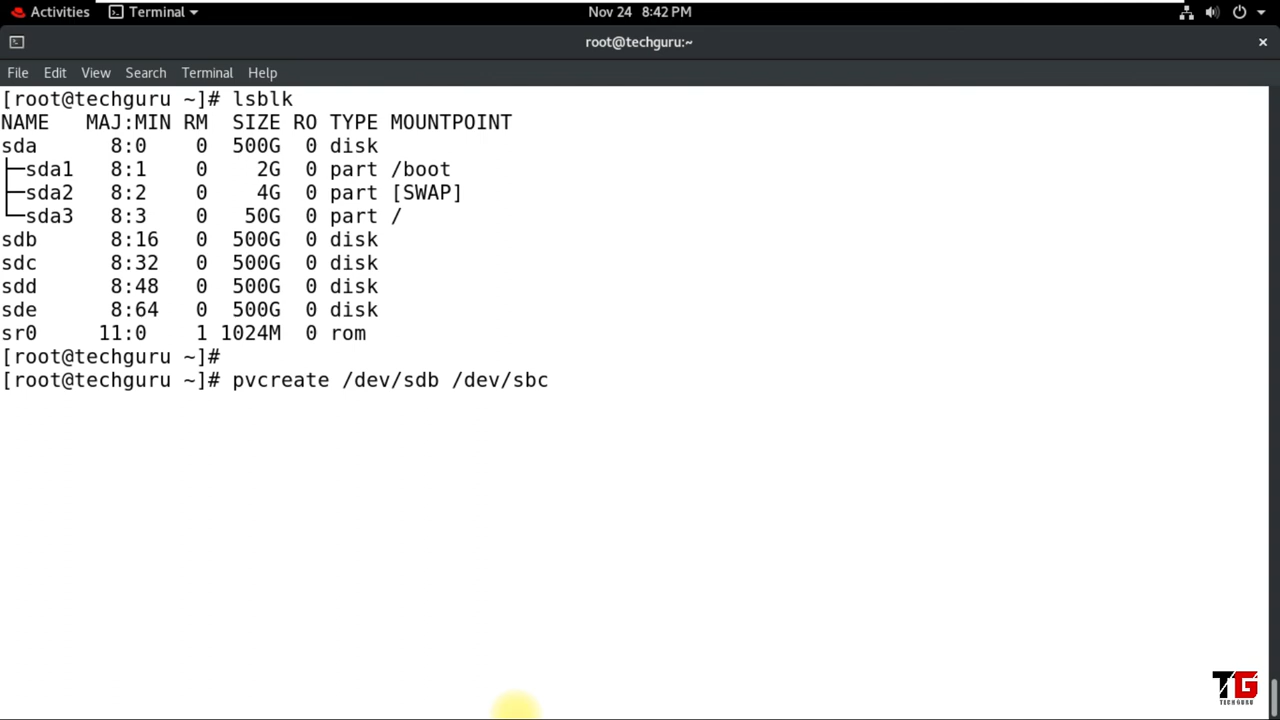 Activities Terminal Nov 24 8:42 PM
root@techguru:~ ×
File Edit View Search Terminal Help
[root@techguru ~]# lsblk
NAME MAJ:MIN RM SIZE RO TYPE MOUNTPOINT
sda 8:0 0 500G 0 disk
├─sda1 8:1 0 2G 0 part /boot
├─sda2 8:2 0 4G 0 part [SWAP]
└─sda3 8:3 0 50G 0 part /
sdb 8:16 0 500G 0 disk
sdc 8:32 0 500G 0 disk
sdd 8:48 0 500G 0 disk
sde 8:64 0 500G 0 disk
sr0 11:0 1 1024M 0 rom
[root@techguru ~]#
[root@techguru ~]# pvcreate /dev/sdb /dev/sbc
TG
TECH GURU